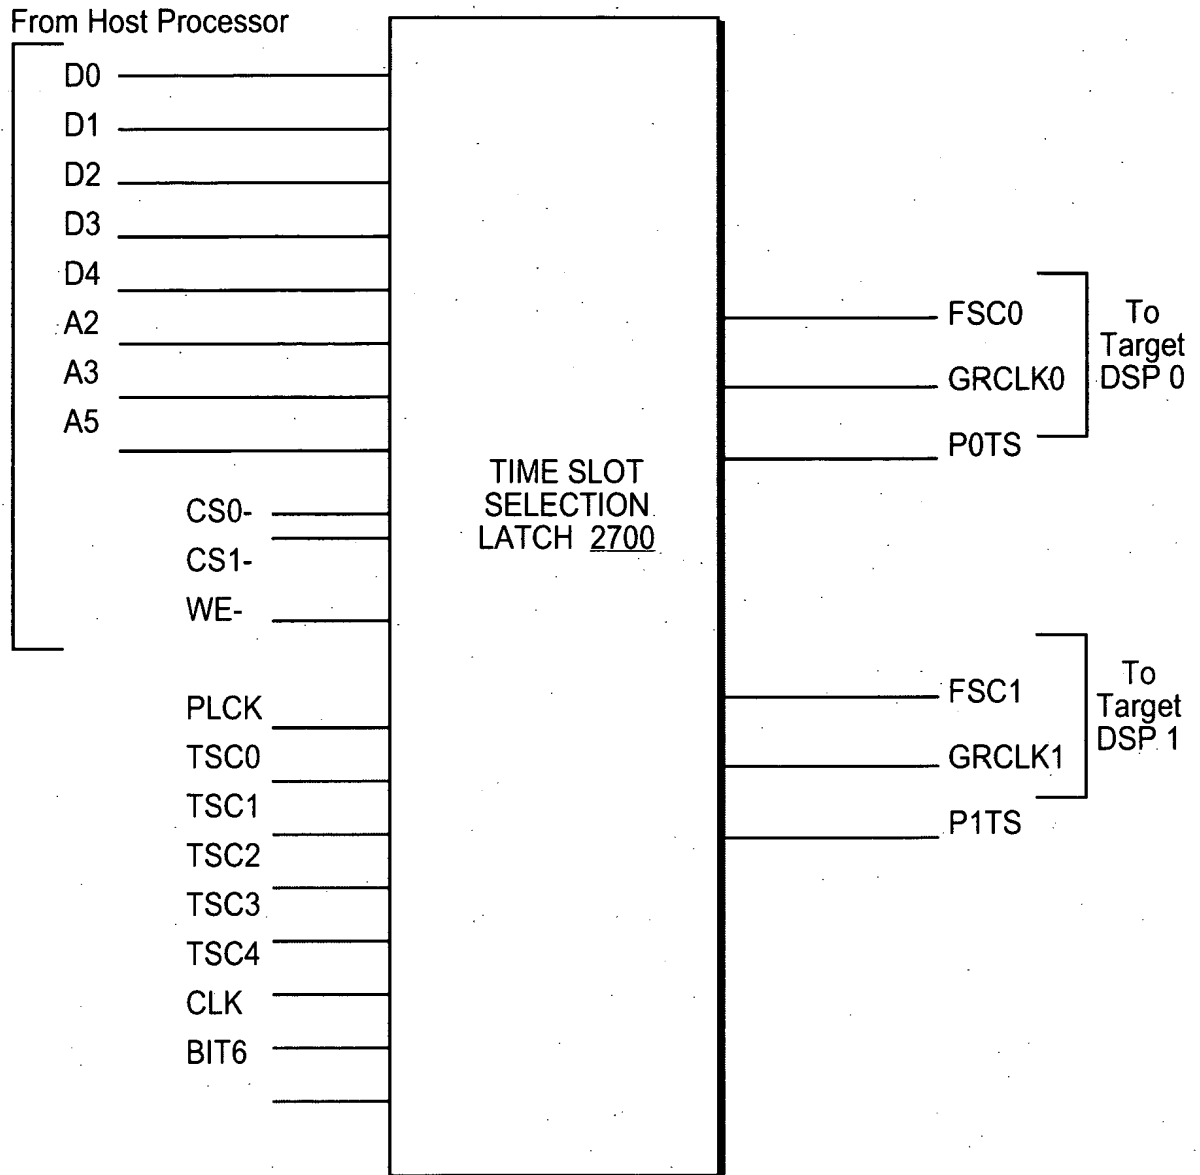 From Host Processor
D0
D1
D2
D3
D4
A2
A3
A5
CS0-
CS1-
WE-
PLCK
TSC0
TSC1
TSC2
TSC3
TSC4
CLK
BIT6
TIME SLOT
SELECTION
LATCH 2700
FSC0
GRCLK0
P0TS
To
Target
DSP 0
FSC1
GRCLK1
P1TS
To
Target
DSP 1